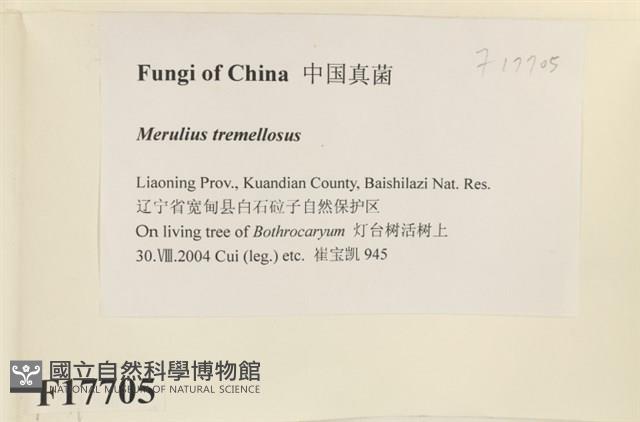 Fungi of China 中国真菌
F17705
Merulius tremellosus
Liaoning Prov., Kuandian County, Baishilazi Nat. Res.
辽宁省宽甸县白石砬子自然保护区
On living tree of Bothrocaryum 灯台树活树上
30.Ⅷ.2004 Cui (leg.) etc. 崔宝凯 945
國立自然科學博物館
NATIONAL MUSEUM OF NATURAL SCIENCE
F17705